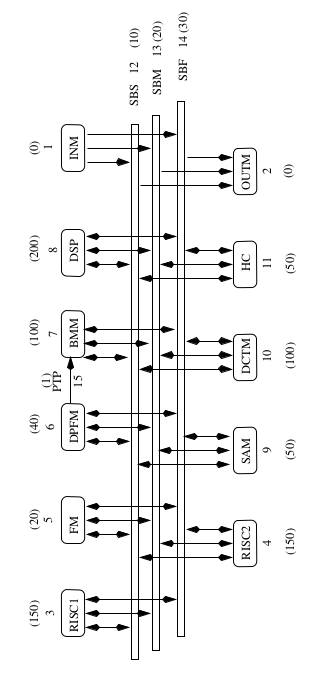 SBS 12 (10)
SBM 13 (20)
SBF 14 (30)
(0)
1
INM
(200)
8
DSP
(100)
7
BMM
(1)
PTP
15
(40)
6
DPFM
(20)
5
FM
(150)
3
RISC1
OUTM
2
(0)
HC
11
(50)
DCTM
10
(100)
SAM
9
(50)
RISC2
4
(150)